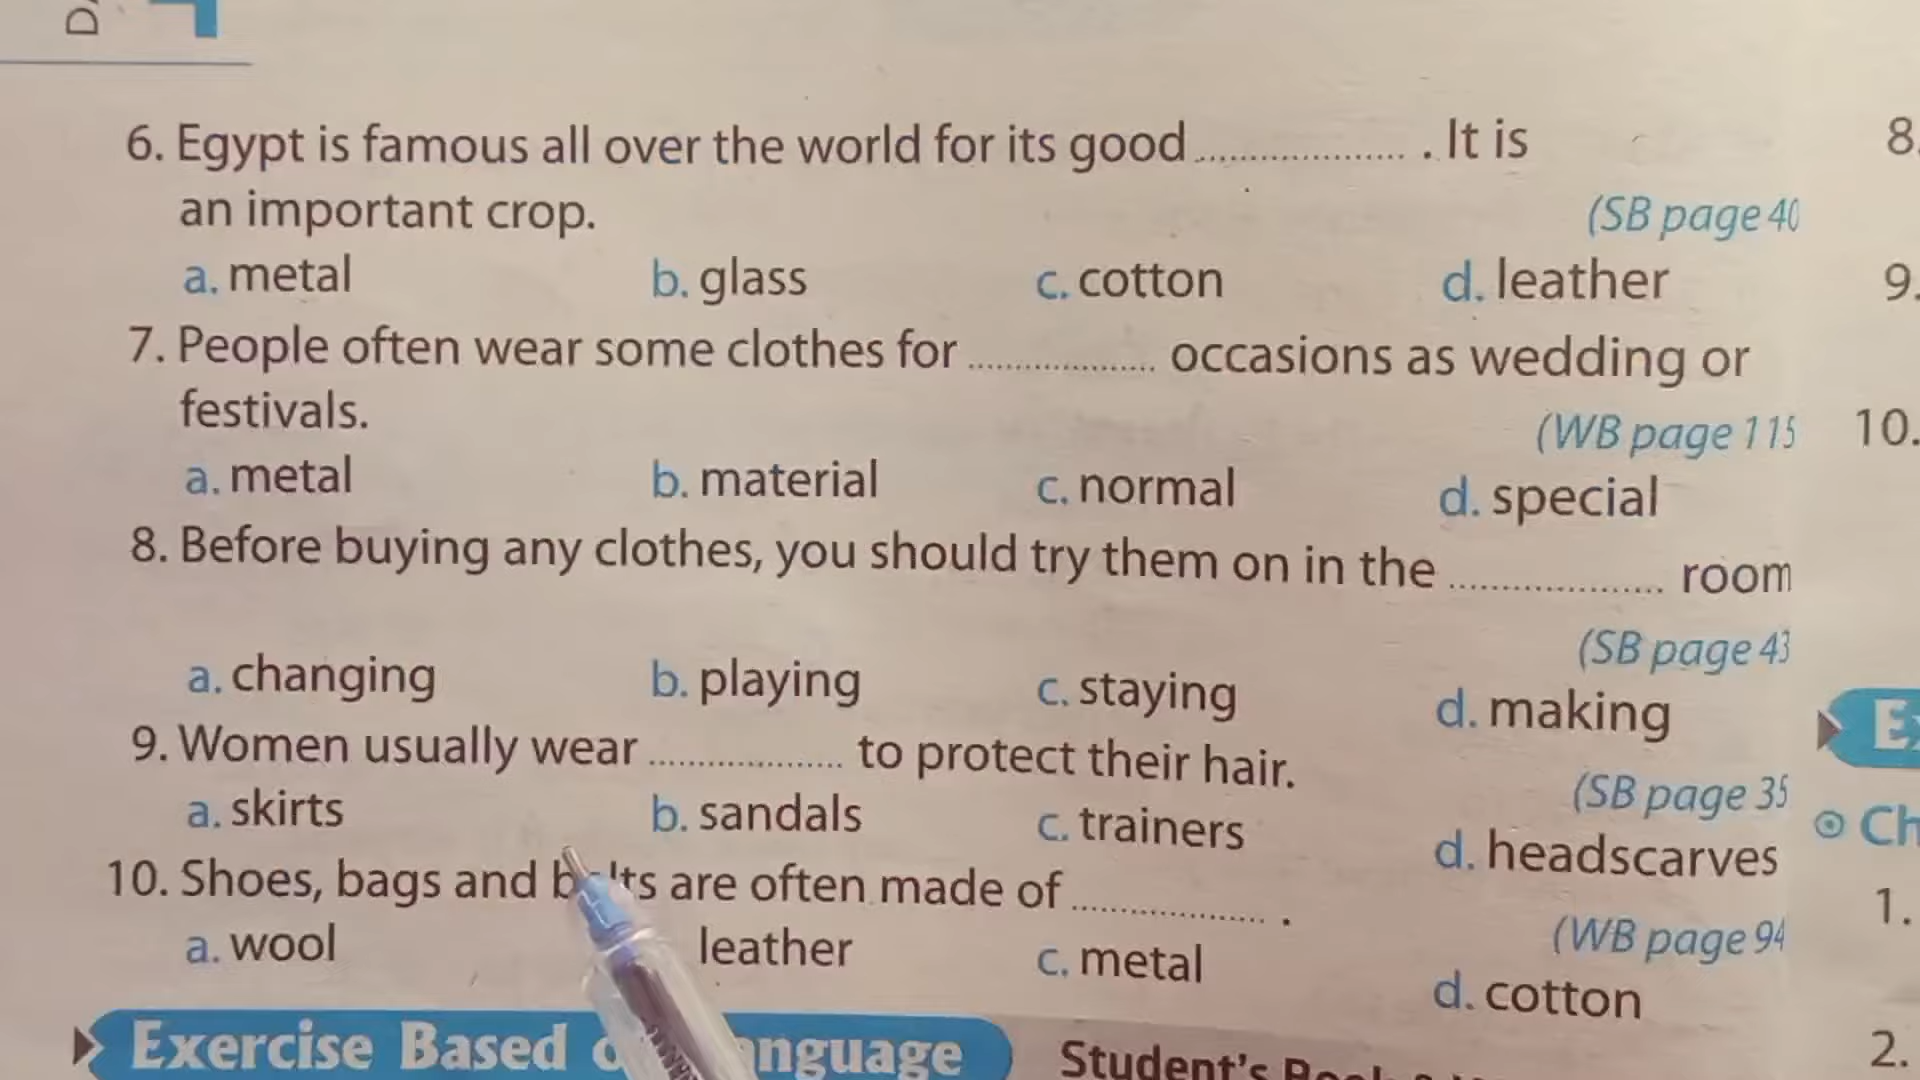 6. Egypt is famous all over the world for its good .................. . It is
an important crop.
(SB page 40
a. metal b. glass c. cotton d. leather
7. People often wear some clothes for .................. occasions as wedding or
festivals.
(WB page 115
a. metal b. material c. normal d. special
8. Before buying any clothes, you should try them on in the .................. room
(SB page 43
a. changing b. playing c. staying d. making
9. Women usually wear .................. to protect their hair.
(SB page 35
a. skirts b. sandals c. trainers d. headscarves
10. Shoes, bags and are often made of .................. .
(WB page 94
a. wool leather c. metal d. cotton
Exercise Based
Student's
8.
9.
10.
1.
2.